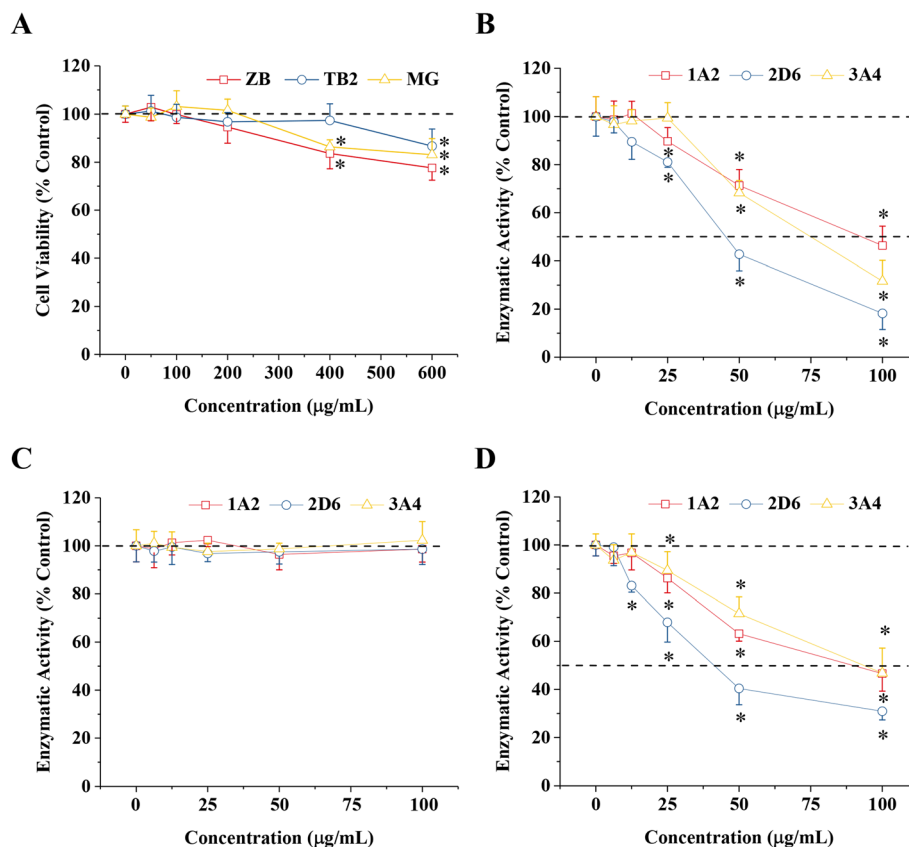 A
ZB TB2 MG
Cell Viability (% Control)
120
100
80
60
40
20
0
* * * * *
0 100 200 300 400 500 600
Concentration (μg/mL)
B
1A2 2D6 3A4
Enzymatic Activity (% Control)
120
100
80
60
40
20
0
* * * * * * * *
0 25 50 75 100
Concentration (μg/mL)
C
1A2 2D6 3A4
Enzymatic Activity (% Control)
120
100
80
60
40
20
0
0 25 50 75 100
Concentration (μg/mL)
D
1A2 2D6 3A4
Enzymatic Activity (% Control)
120
100
80
60
40
20
0
* * * * * * * * * *
0 25 50 75 100
Concentration (μg/mL)